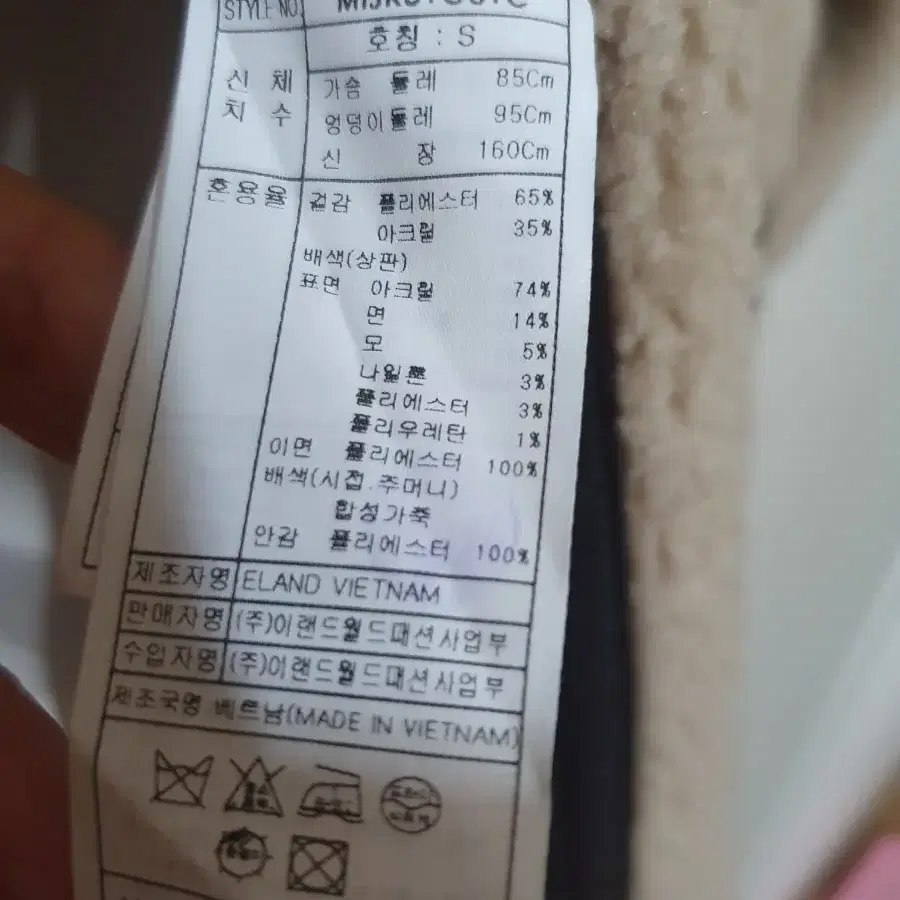 STYLE NO
호칭 : S
신 체 치 수
가슴 둘레 85Cm
엉덩이둘레 95Cm
신 장 160Cm
혼용율 겉감 폴리에스터 65%
아크릴 35%
배색(상판)
표면 아크릴 74%
면 14%
모 5%
나일론 3%
폴리에스터 3%
폴리우레탄 1%
이면 폴리에스터 100%
배색(시접.주머니)
합성가죽
안감 폴리에스터 100%
제조자명 ELAND VIETNAM
판매자명 (주)이랜드월드패션사업부
수입자명 (주)이랜드월드패션사업부
제조국명 베트남(MADE IN VIETNAM)